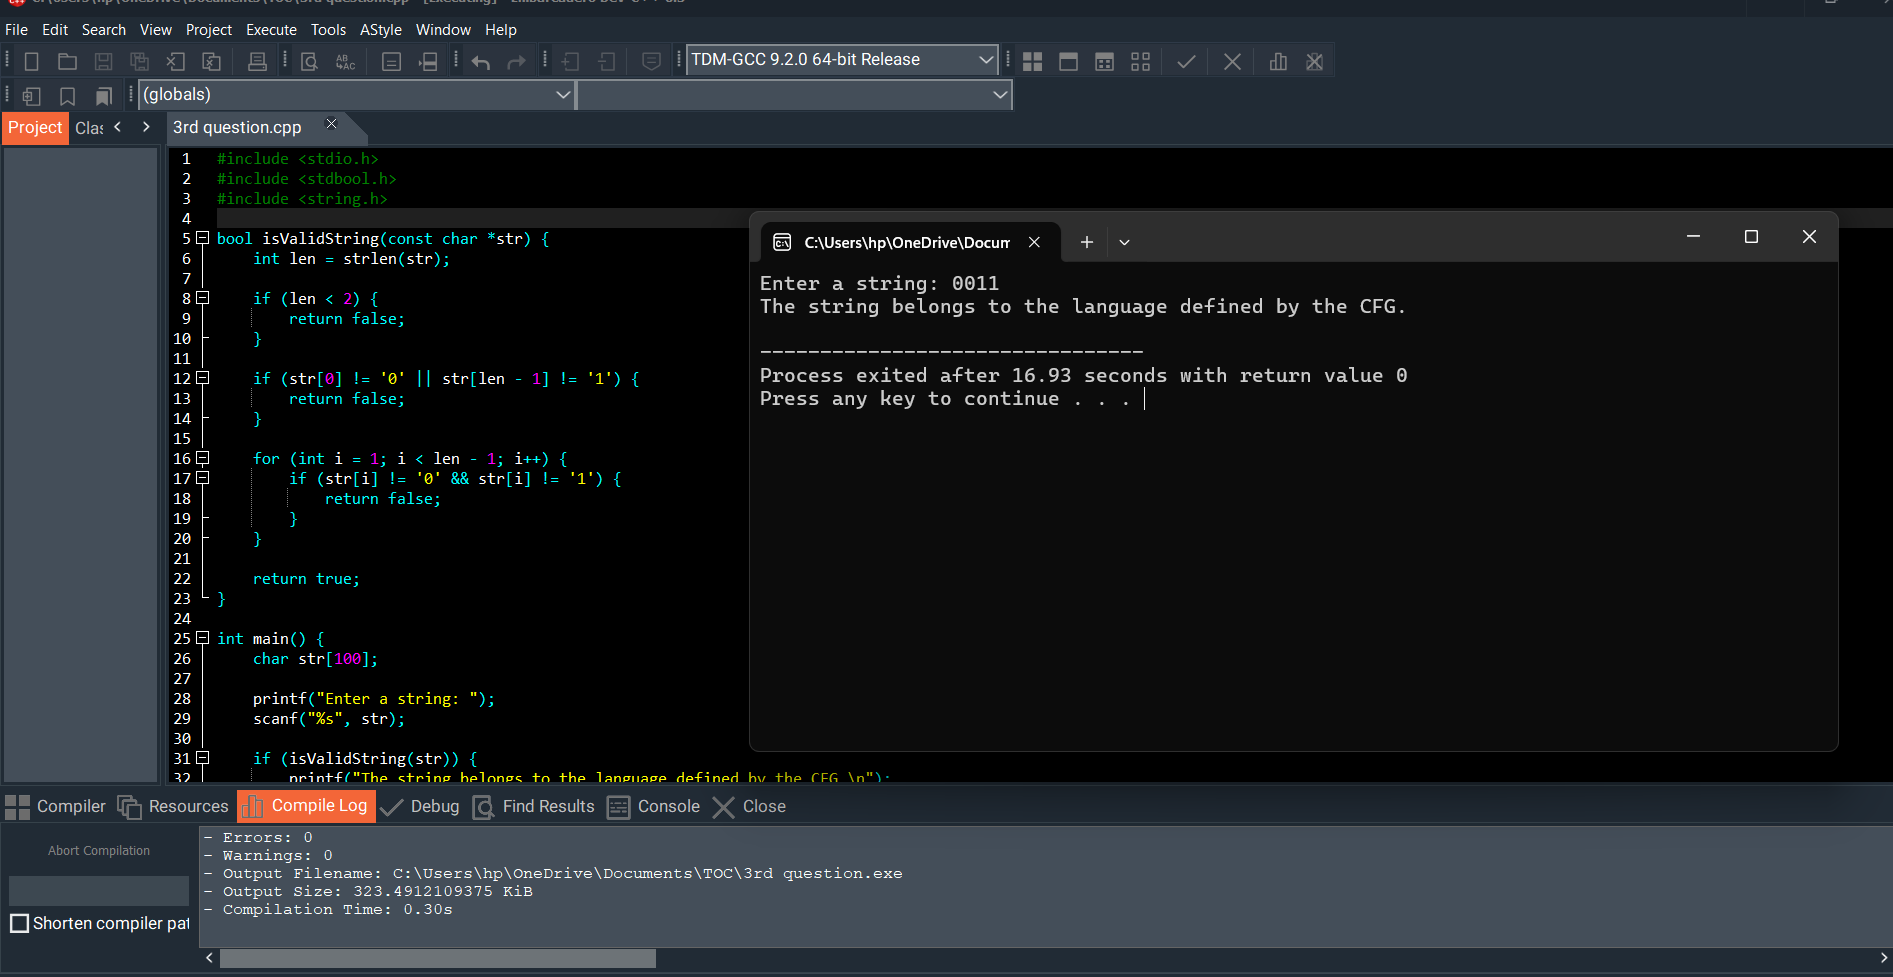 File Edit Search View Project Execute Tools AStyle Window Help
TDM-GCC 9.2.0 64-bit Release
(globals)
Project Clas
3rd question.cpp
1 #include <stdio.h>
2 #include <stdbool.h>
3 #include <string.h>
4
5 bool isValidString(const char *str) {
6 int len = strlen(str);
7
8 if (len < 2) {
9 return false;
10 }
11
12 if (str[0] != '0' || str[len - 1] != '1') {
13 return false;
14 }
15
16 for (int i = 1; i < len - 1; i++) {
17 if (str[i] != '0' && str[i] != '1') {
18 return false;
19 }
20 }
21
22 return true;
23 }
24
25 int main() {
26 char str[100];
27
28 printf("Enter a string: ");
29 scanf("%s", str);
30
31 if (isValidString(str)) {
32 printf("The string belongs to the language defined by the CFG.\n");
C:\Users\hp\OneDrive\Docum
Enter a string: 0011
The string belongs to the language defined by the CFG.
--------------------------------
Process exited after 16.93 seconds with return value 0
Press any key to continue . . .
Compiler Resources Compile Log Debug Find Results Console Close
Abort Compilation
Shorten compiler pat
- Errors: 0
- Warnings: 0
- Output Filename: C:\Users\hp\OneDrive\Documents\TOC\3rd question.exe
- Output Size: 323.4912109375 KiB
- Compilation Time: 0.30s